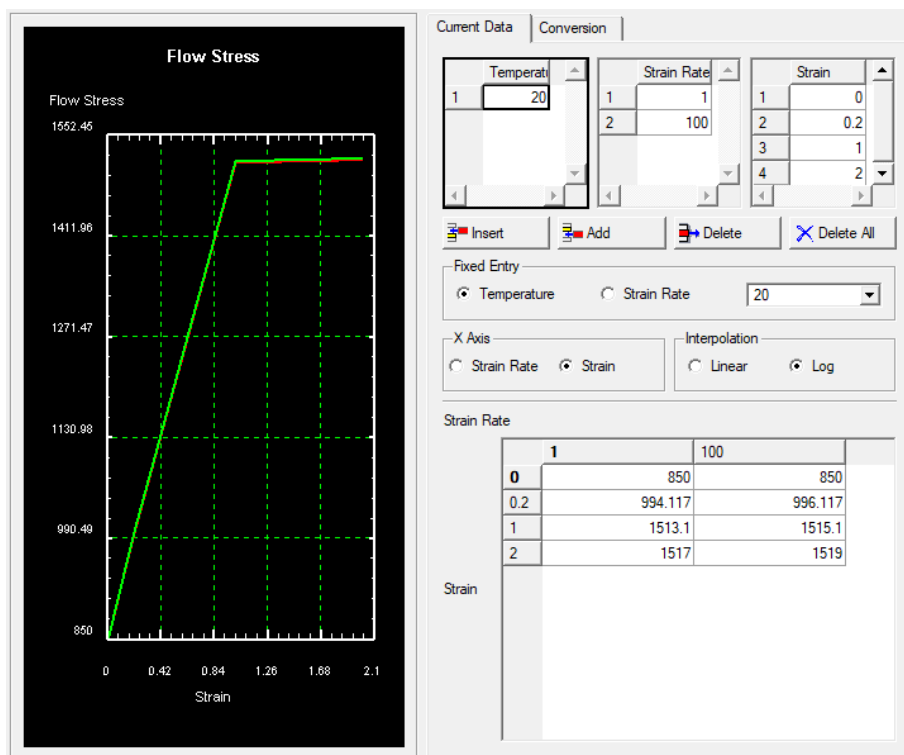 Flow Stress
Flow Stress
1552.45
1411.96
1271.47
1130.98
990.49
850
0 0.42 0.84 1.26 1.68 2.1
Strain
Current Data Conversion
Temperati
1 20
Strain Rate
1 1
2 100
Strain
1 0
2 0.2
3 1
4 2
Insert Add Delete Delete All
Fixed Entry
Temperature Strain Rate 20
X Axis
Strain Rate Strain
Interpolation
Linear Log
Strain Rate
1 100
0 850 850
0.2 994.117 996.117
1 1513.1 1515.1
2 1517 1519
Strain